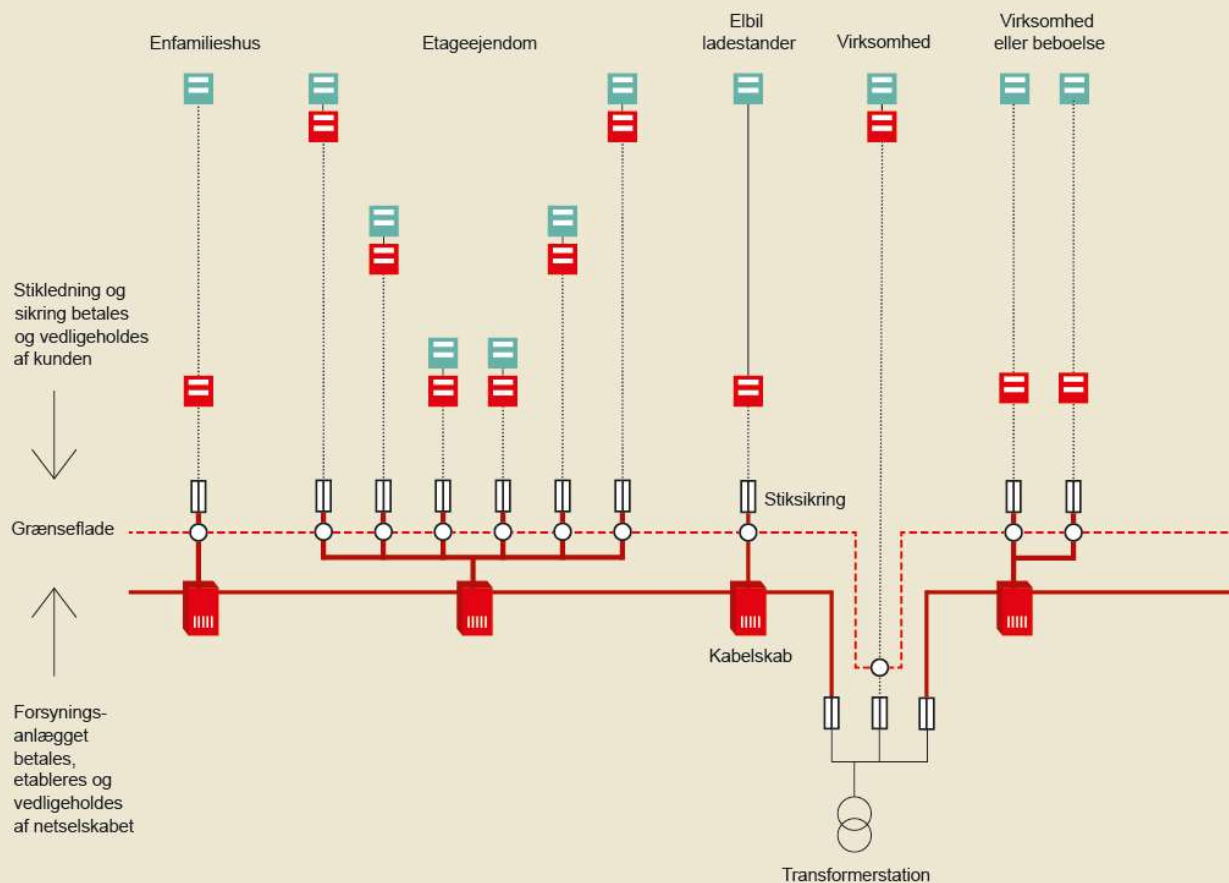 Enfamilieshus
Etageejendom
Elbil
ladestander
Virksomhed
Virksomhed
eller beboelse
Stikledning og
sikring betales
og vedligeholdes
af kunden
Stiksikring
Grænseflade
Kabelskab
Forsynings-
anlægget
betales,
etableres og
vedligeholdes
af netselskabet
Transformerstation